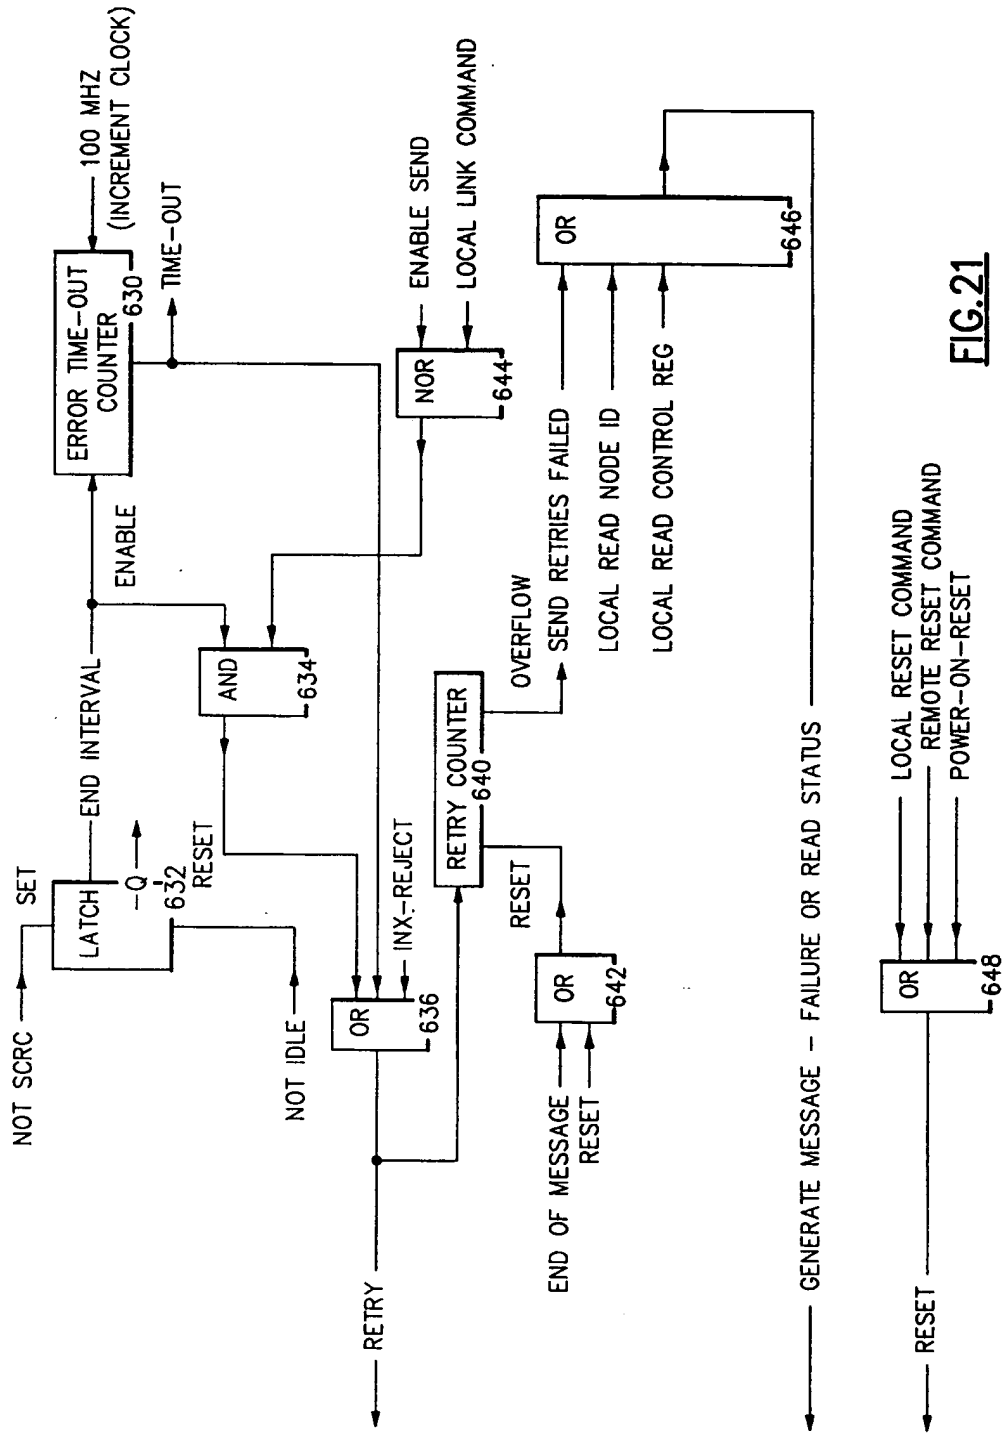 NOT SCRC
SET
LATCH
-Q
632
RESET
NOT IDLE
END INTERVAL
ENABLE
ERROR TIME-OUT
COUNTER
630
100 MHZ
(INCREMENT CLOCK)
TIME-OUT
AND
634
NOR
644
ENABLE SEND
LOCAL LINK COMMAND
OR
636
INX-REJECT
RETRY
RETRY COUNTER
640
RESET
OVERFLOW
END OF MESSAGE
RESET
OR
642
SEND RETRIES FAILED
LOCAL READ NODE ID
LOCAL READ CONTROL REG
OR
646
GENERATE MESSAGE - FAILURE OR READ STATUS
RESET
OR
648
LOCAL RESET COMMAND
REMOTE RESET COMMAND
POWER-ON-RESET
FIG.21